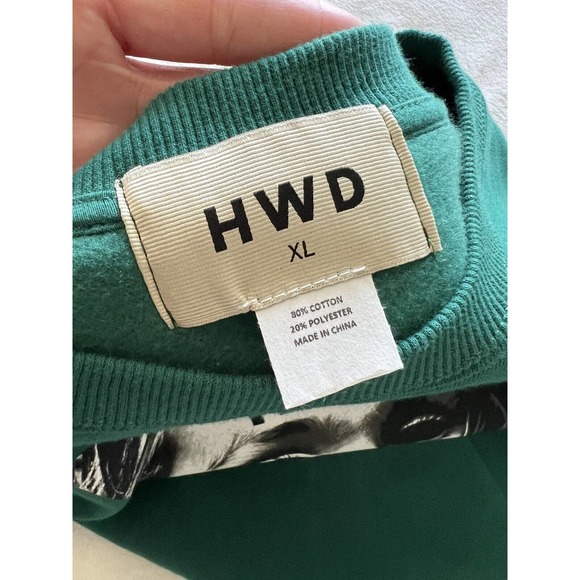 HWD
XL
80% COTTON
20% POLYESTER
MADE IN CHINA